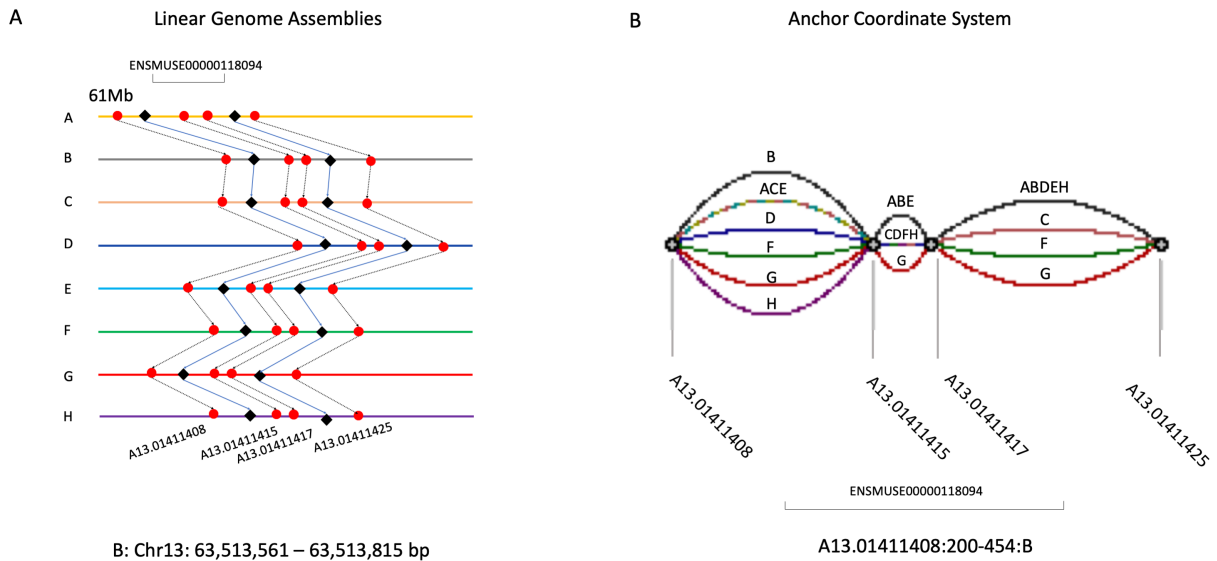 A
Linear Genome Assemblies
ENSMUSE00000118094
61Mb
A
B
C
D
E
F
G
H
A13.01411408
A13.01411415
A13.01411417
A13.01411425
B: Chr13: 63,513,561 – 63,513,815 bp
B
Anchor Coordinate System
B
ACE
D
F
G
H
ABE
CDFH
G
ABDEH
C
F
G
A13.01411408
A13.01411415
A13.01411417
A13.01411425
ENSMUSE00000118094
A13.01411408:200-454:B